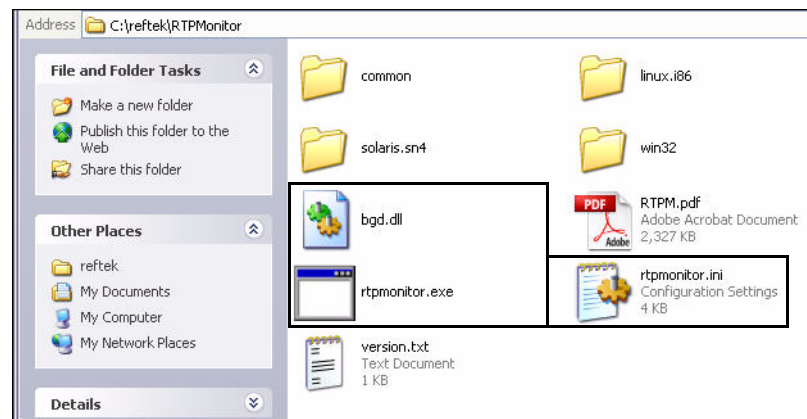 Address C:\reftek\RTPMonitor
File and Folder Tasks
Make a new folder
Publish this folder to the
Web
Share this folder
Other Places
reftek
My Documents
My Computer
My Network Places
Details
common
linux.i86
solaris.sn4
win32
bgd.dll
PDF
Adobe
RTPM.pdf
Adobe Acrobat Document
2,327 KB
rtpmonitor.exe
rtpmonitor.ini
Configuration Settings
4 KB
version.txt
Text Document
1 KB